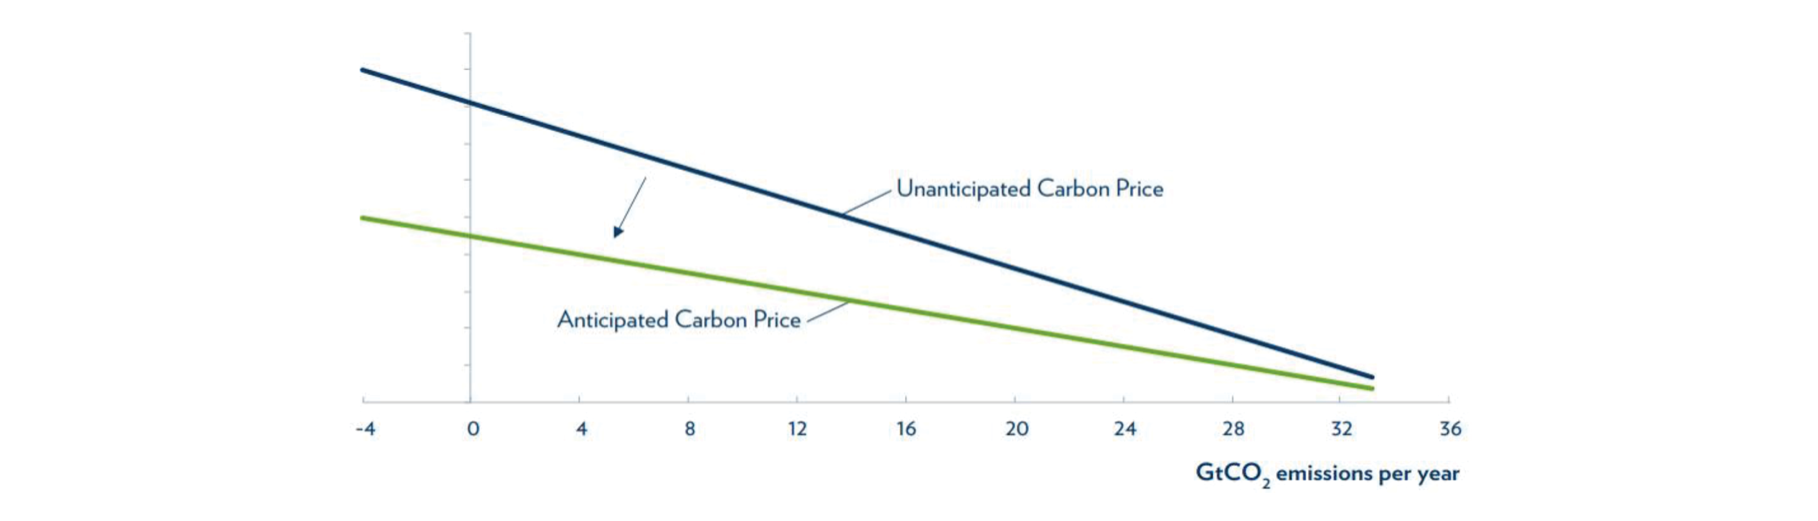 Unanticipated Carbon Price
Anticipated Carbon Price
-4 0 4 8 12 16 20 24 28 32 36
GtCO₂ emissions per year